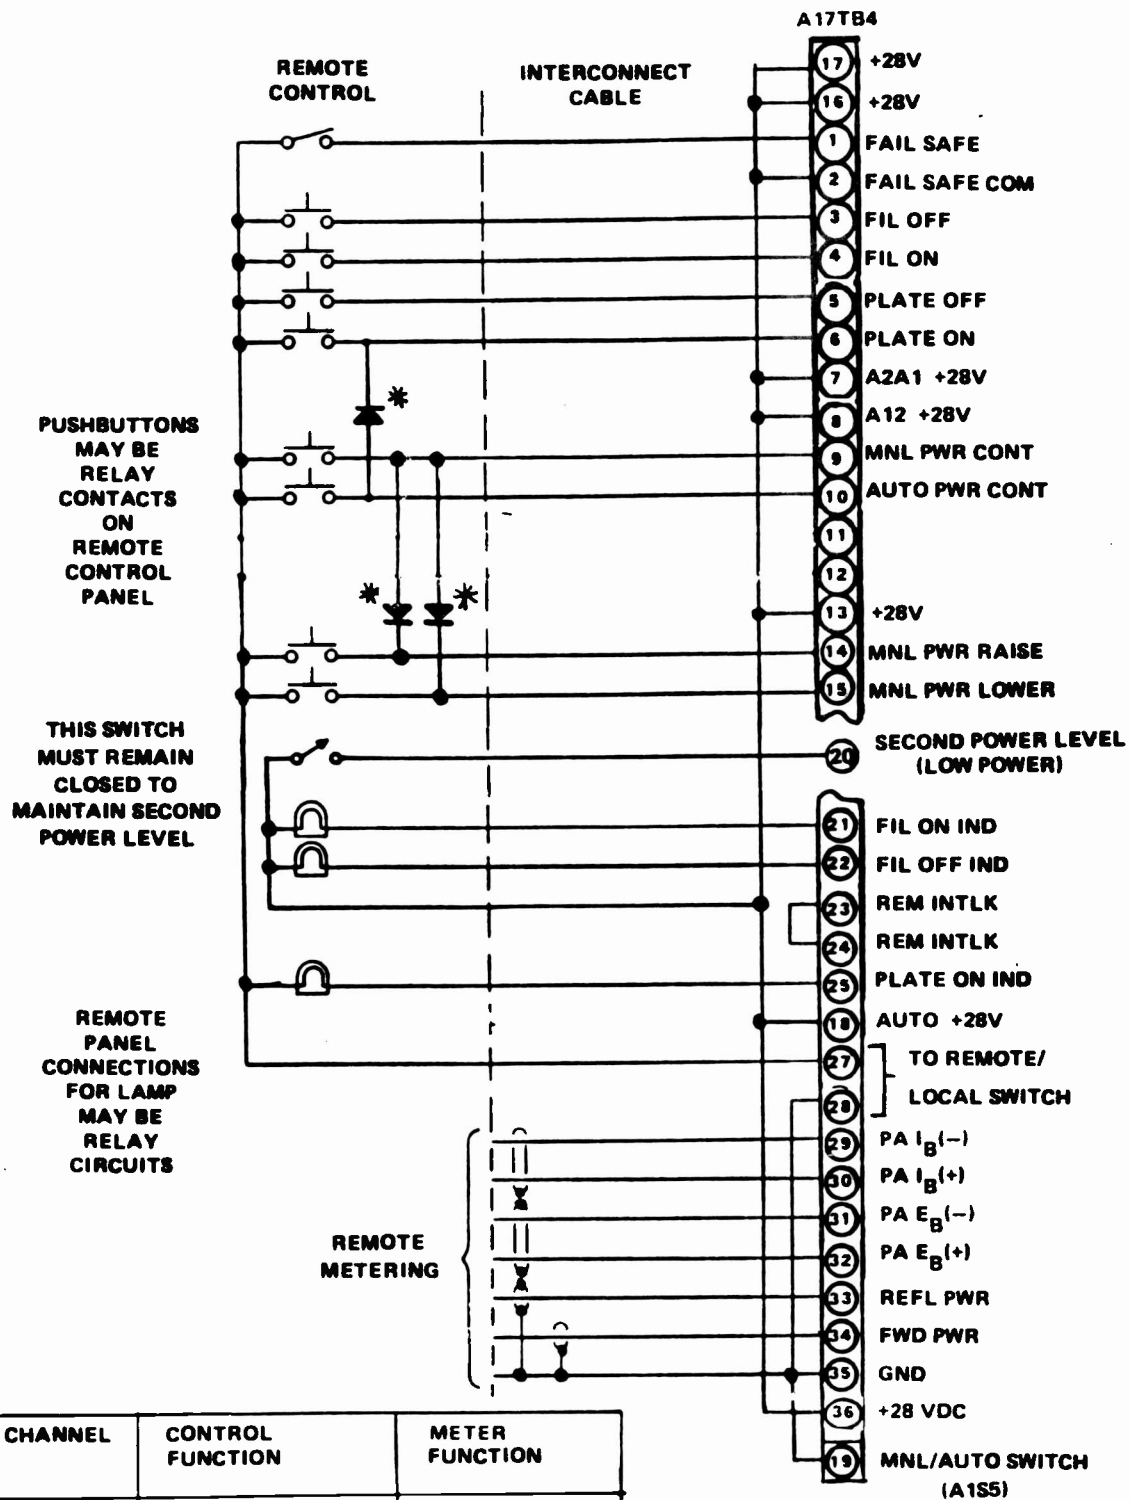 A17TB4
REMOTE
CONTROL
INTERCONNECT
CABLE
17 +28V
16 +28V
1 FAIL SAFE
2 FAIL SAFE COM
3 FIL OFF
4 FIL ON
5 PLATE OFF
6 PLATE ON
7 A2A1 +28V
8 A12 +28V
9 MNL PWR CONT
10 AUTO PWR CONT
11
12
13 +28V
14 MNL PWR RAISE
15 MNL PWR LOWER
*
* *
PUSHBUTTONS
MAY BE
RELAY
CONTACTS
ON
REMOTE
CONTROL
PANEL
THIS SWITCH
MUST REMAIN
CLOSED TO
MAINTAIN SECOND
POWER LEVEL
20 SECOND POWER LEVEL
(LOW POWER)
21 FIL ON IND
22 FIL OFF IND
23 REM INTLK
24 REM INTLK
25 PLATE ON IND
18 AUTO +28V
27 TO REMOTE/
28 LOCAL SWITCH
29 PA IB(-)
30 PA IB(+)
31 PA EB(-)
32 PA EB(+)
33 REFL PWR
34 FWD PWR
35 GND
36 +28 VDC
19 MNL/AUTO SWITCH
(A1S5)
REMOTE
PANEL
CONNECTIONS
FOR LAMP
MAY BE
RELAY
CIRCUITS
REMOTE
METERING
CHANNEL
CONTROL
FUNCTION
METER
FUNCTION